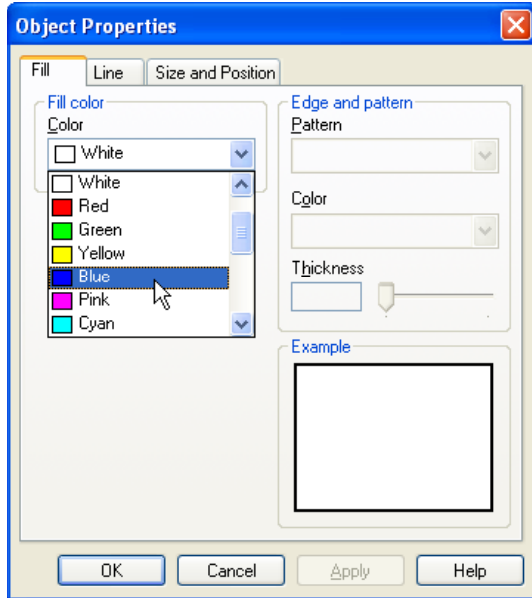 Object Properties
Fill Line Size and Position
Fill color
Color
White
White
Red
Green
Yellow
Blue
Pink
Cyan
Edge and pattern
Pattern
Color
Thickness
Example
OK Cancel Apply Help